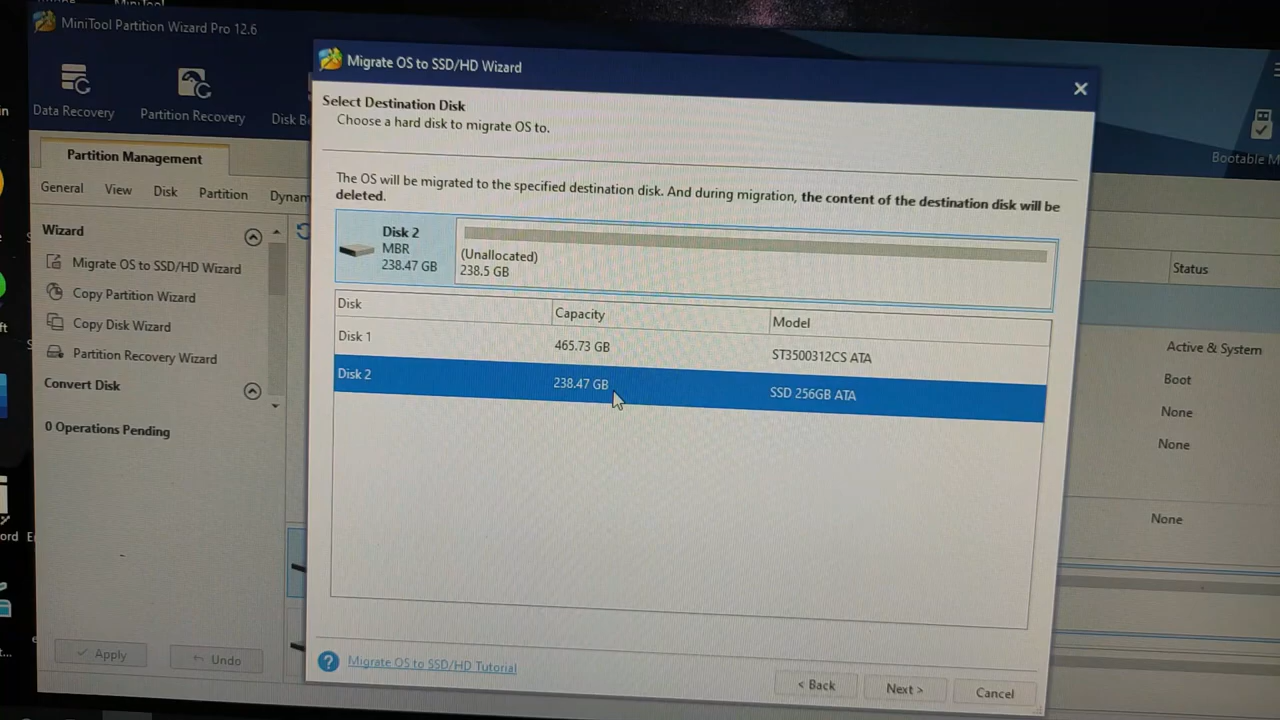 MiniTool Partition Wizard Pro 12.6
Data Recovery
Partition Recovery
Disk B
Bootable M
Partition Management
General View Disk Partition Dynam
Wizard
Migrate OS to SSD/HD Wizard
Copy Partition Wizard
Copy Disk Wizard
Partition Recovery Wizard
Convert Disk
0 Operations Pending
Apply
Undo
Migrate OS to SSD/HD Wizard
Select Destination Disk
Choose a hard disk to migrate OS to.
The OS will be migrated to the specified destination disk. And during migration, the content of the destination disk will be
deleted.
Disk 2
MBR
238.47 GB
(Unallocated)
238.5 GB
Disk Capacity Model
Disk 1 465.73 GB ST3500312CS ATA
Disk 2 238.47 GB SSD 256GB ATA
Migrate OS to SSD/HD Tutorial
< Back
Next >
Cancel
Status
Active & System
Boot
None
None
None